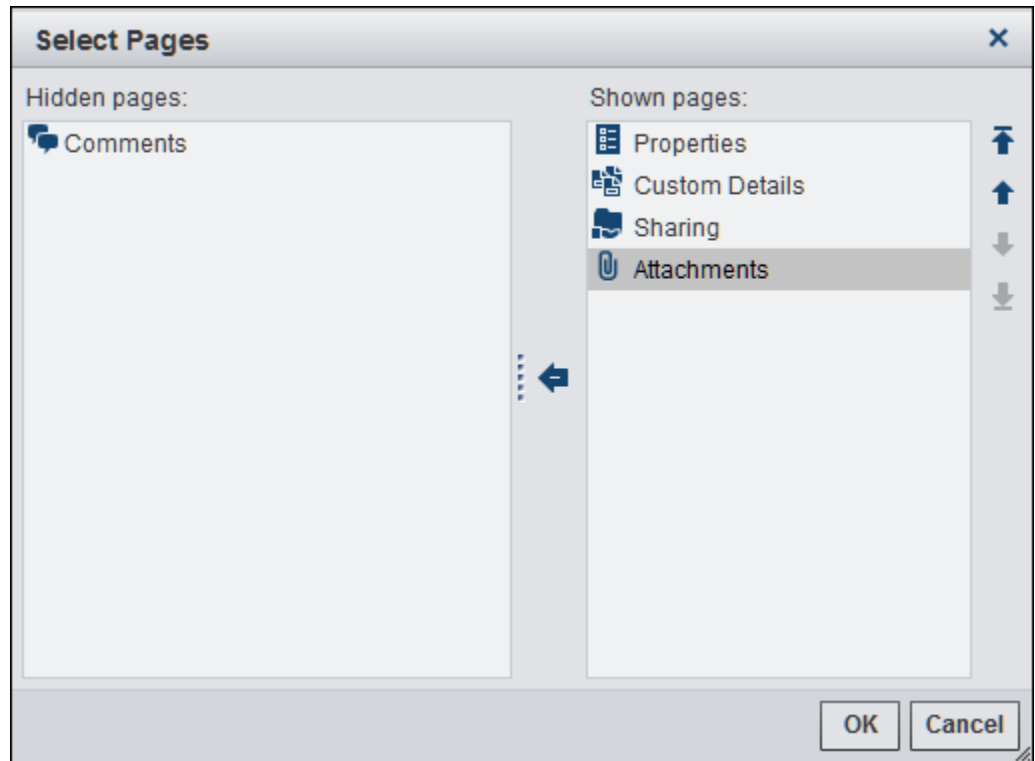 Select Pages
Hidden pages:
Comments
Shown pages:
Properties
Custom Details
Sharing
Attachments
OK
Cancel